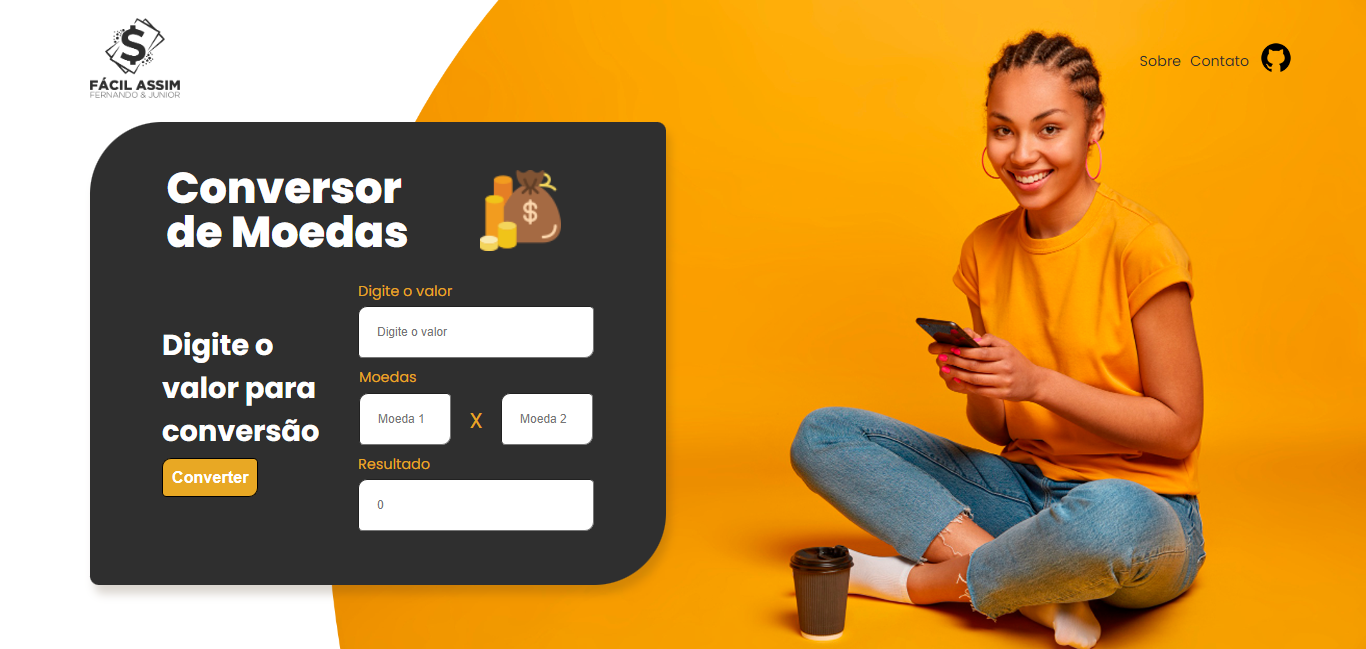 $
FÁCIL ASSIM
FERNANDO & JUNIOR
Sobre Contato
Conversor
de Moedas
$
Digite o
valor para
conversão
Converter
Digite o valor
Digite o valor
Moedas
Moeda 1 X Moeda 2
Resultado
0